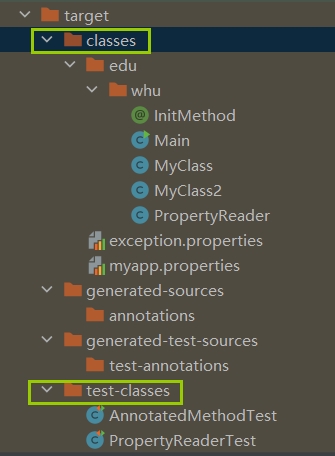 target
classes
edu
whu
InitMethod
Main
MyClass
MyClass2
PropertyReader
exception.properties
myapp.properties
generated-sources
annotations
generated-test-sources
test-annotations
test-classes
AnnotatedMethodTest
PropertyReaderTest